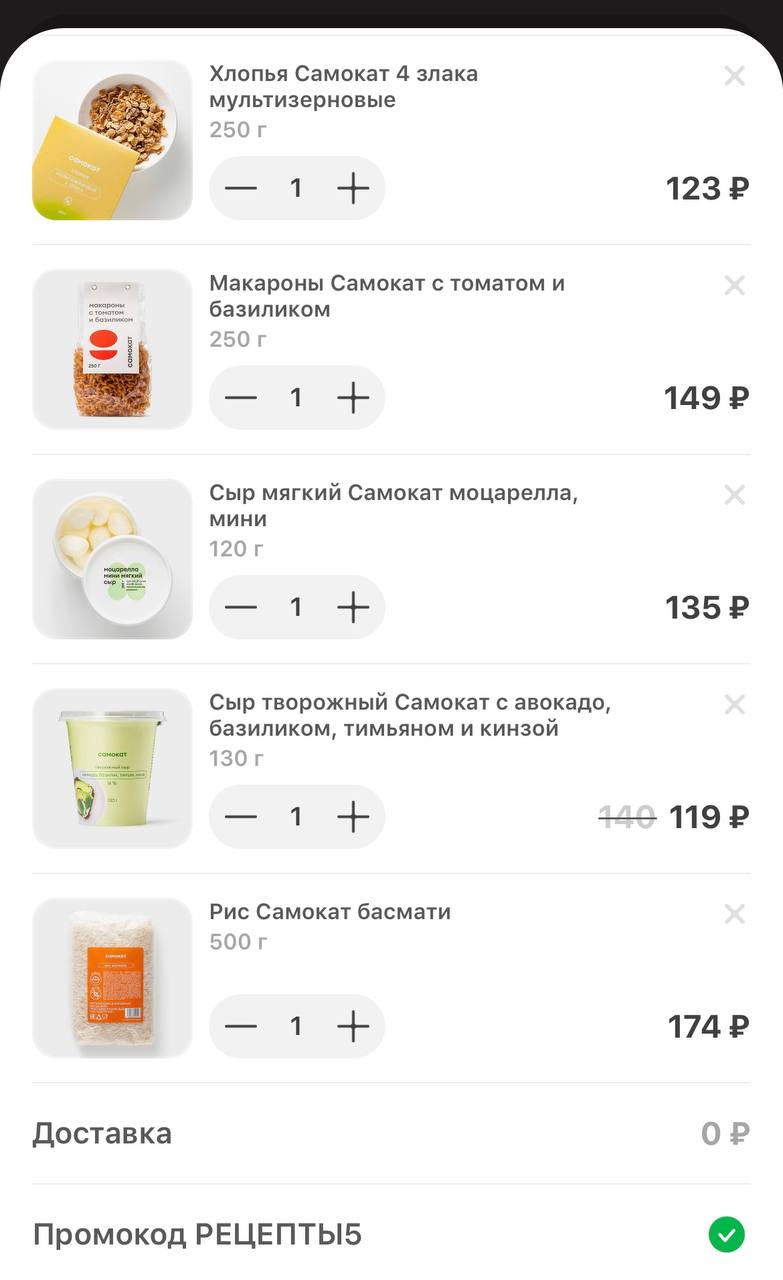 Хлопья Самокат 4 злака
мультизерновые
250 г
1
123 ₽
самокат
Макароны Самокат с томатом и
базиликом
250 г
1
149 ₽
макароны
с томатом
и базиликом
самокат
250 г
Сыр мягкий Самокат моцарелла,
мини
120 г
1
135 ₽
моцарелла
мини мягкий
сыр
Сыр творожный Самокат с авокадо,
базиликом, тимьяном и кинзой
130 г
1
140 119 ₽
самокат
творожный сыр
Рис Самокат басмати
500 г
1
174 ₽
самокат
Доставка
0 ₽
Промокод РЕЦЕПТЫ5